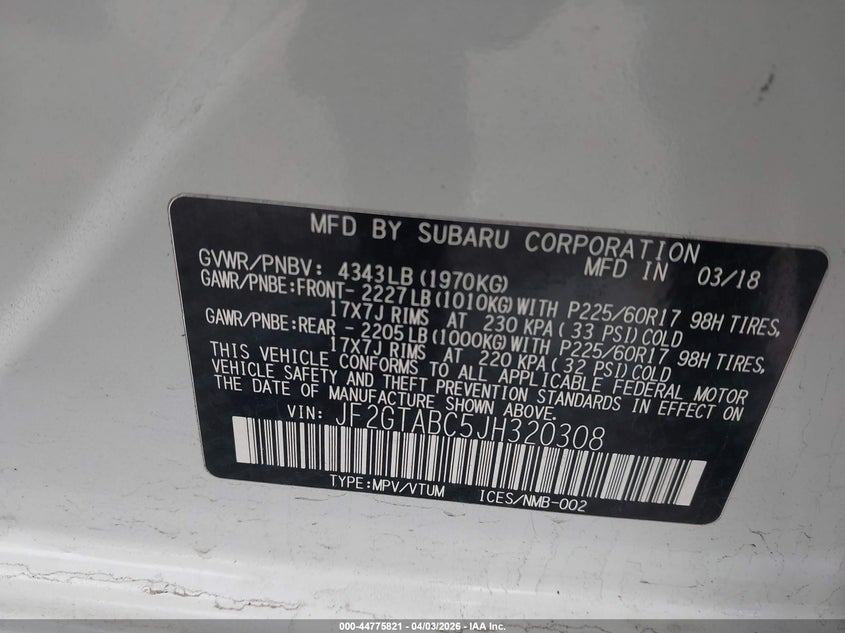 MFD BY SUBARU CORPORATION
MFD IN 03/18
GVWR/PNBV: 4343LB(1970KG)
GAWR/PNBE:FRONT- 2227LB(1010KG)WITH P225/60R17 98H TIRES,
17X7J RIMS AT 230 KPA( 33 PSI)COLD
GAWR/PNBE:REAR - 2205LB(1000KG)WITH P225/60R17 98H TIRES,
17X7J RIMS AT 220 KPA( 32 PSI)COLD
THIS VEHICLE CONFORMS TO ALL APPLICABLE FEDERAL MOTOR
VEHICLE SAFETY AND THEFT PREVENTION STANDARDS IN EFFECT ON
THE DATE OF MANUFACTURE SHOWN ABOVE.
VIN: JF2GTABC5JH320308
TYPE:MPV/VTUM ICES/NMB-002
000-44775821 | 04/03/2026 - IAA Inc.